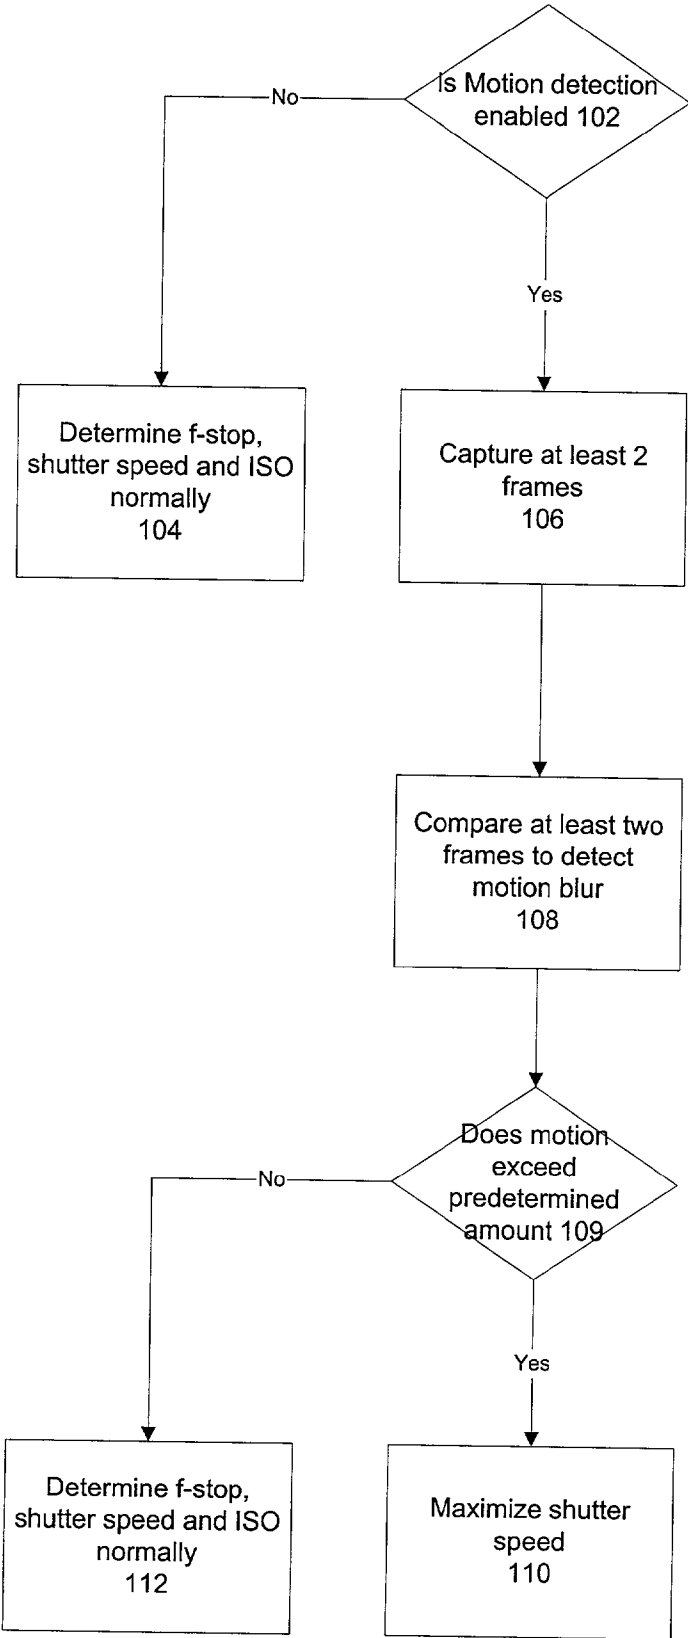 Is Motion detection
enabled 102
No
Yes
Determine f-stop,
shutter speed and ISO
normally
104
Capture at least 2
frames
106
Compare at least two
frames to detect
motion blur
108
Does motion
exceed
predetermined
amount 109
No
Yes
Determine f-stop,
shutter speed and ISO
normally
112
Maximize shutter
speed
110